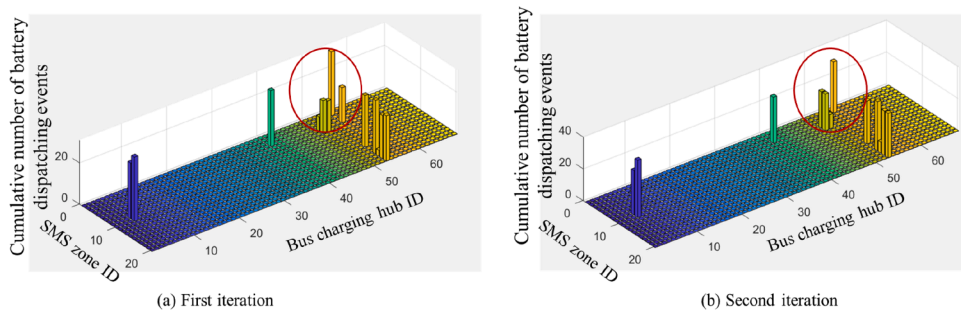 Cumulative number of battery
dispatching events
20
0
0
10
20
SMS zone ID
10
20
30
40
50
60
Bus charging hub ID
(a) First iteration
Cumulative number of battery
dispatching events
40
20
0
0
10
20
SMS zone ID
10
20
30
40
50
60
Bus charging hub ID
(b) Second iteration